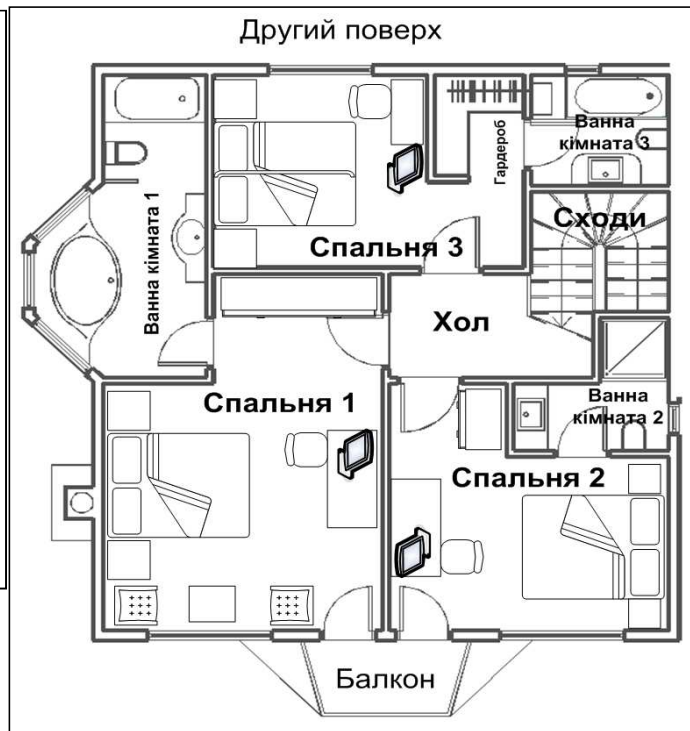 Другий поверх
Ванна
кімната 3
Гардероб
Ванна кімната 1
Сходи
Спальня 3
Хол
Спальня 1
Ванна
кімната 2
Спальня 2
Балкон